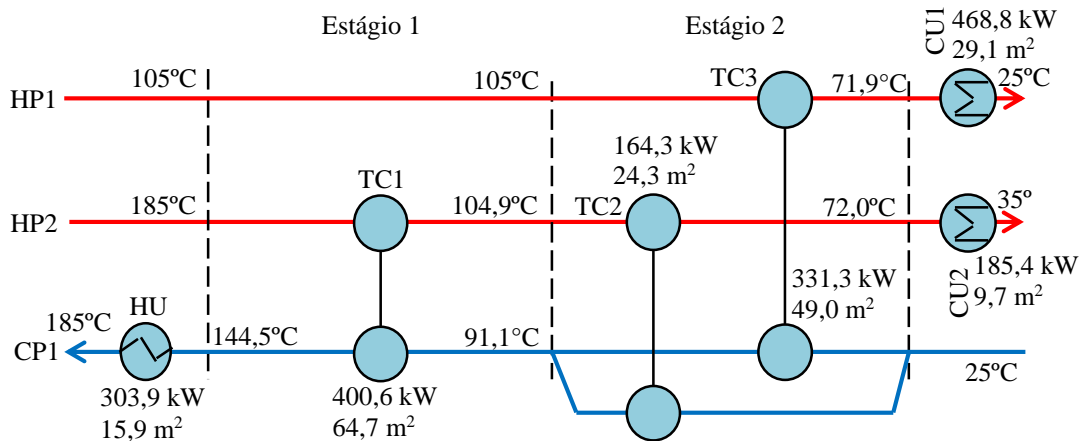 Estágio 1
Estágio 2
CU1
468,8 kW
29,1 m²
HP1
105ºC
105ºC
TC3
71,9°C
25ºC
164,3 kW
24,3 m²
TC1
HP2
185ºC
104,9ºC
TC2
72,0ºC
35º
CU2
185,4 kW
9,7 m²
331,3 kW
49,0 m²
HU
185ºC
CP1
144,5ºC
91,1°C
25ºC
303,9 kW
15,9 m²
400,6 kW
64,7 m²